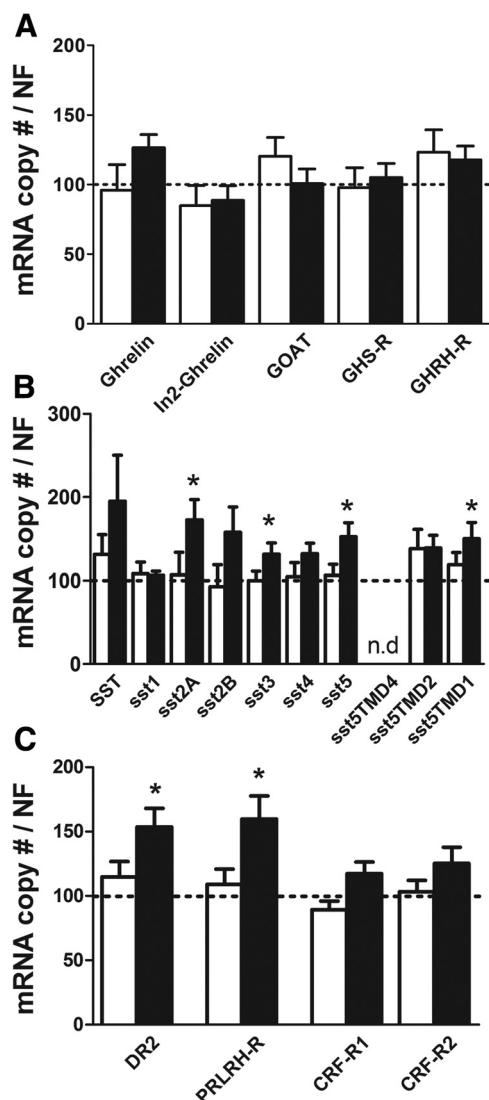 A
mRNA copy # / NF
200
150
100
50
0
Ghrelin
In2-Ghrelin
GOAT
GHS-R
GHRH-R
B
mRNA copy # / NF
300
200
100
0
*
*
*
*
n.d
SST
sst1
sst2A
sst2B
sst3
sst4
sst5
sst5TMD4
sst5TMD2
sst5TMD1
C
mRNA copy # / NF
200
150
100
50
0
*
*
DR2
PRLRH-R
CRF-R1
CRF-R2